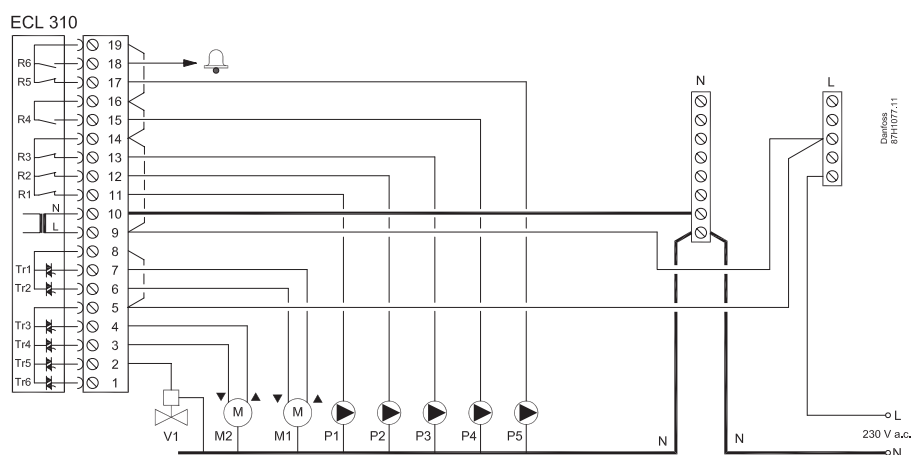 ECL 310
19
R6 18
R5 17
16
R4 15
14
R3 13
R2 12
R1 11
N 10
L 9
8
Tr1 7
Tr2 6
5
Tr3 4
Tr4 3
Tr5 2
Tr6 1
N
L
Danfoss
87H1077.11
M M
V1 M2 M1 P1 P2 P3 P4 P5
N N
L
230 V a.c.
N